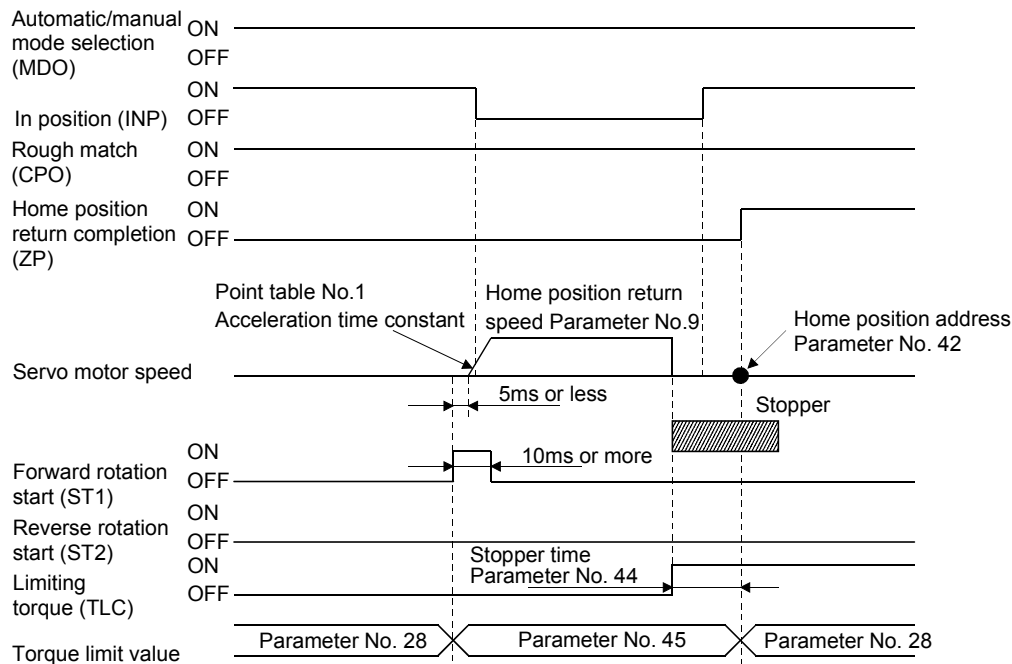 Automatic/manual
mode selection
(MDO)
ON
OFF
In position (INP)
ON
OFF
Rough match
(CPO)
ON
OFF
Home position
return completion
(ZP)
ON
OFF
Point table No.1
Acceleration time constant
Home position return
speed Parameter No.9
Home position address
Parameter No. 42
Servo motor speed
5ms or less
Stopper
Forward rotation
start (ST1)
ON
OFF
10ms or more
Reverse rotation
start (ST2)
ON
OFF
Stopper time
Parameter No. 44
Limiting
torque (TLC)
ON
OFF
Torque limit value
Parameter No. 28
Parameter No. 45
Parameter No. 28